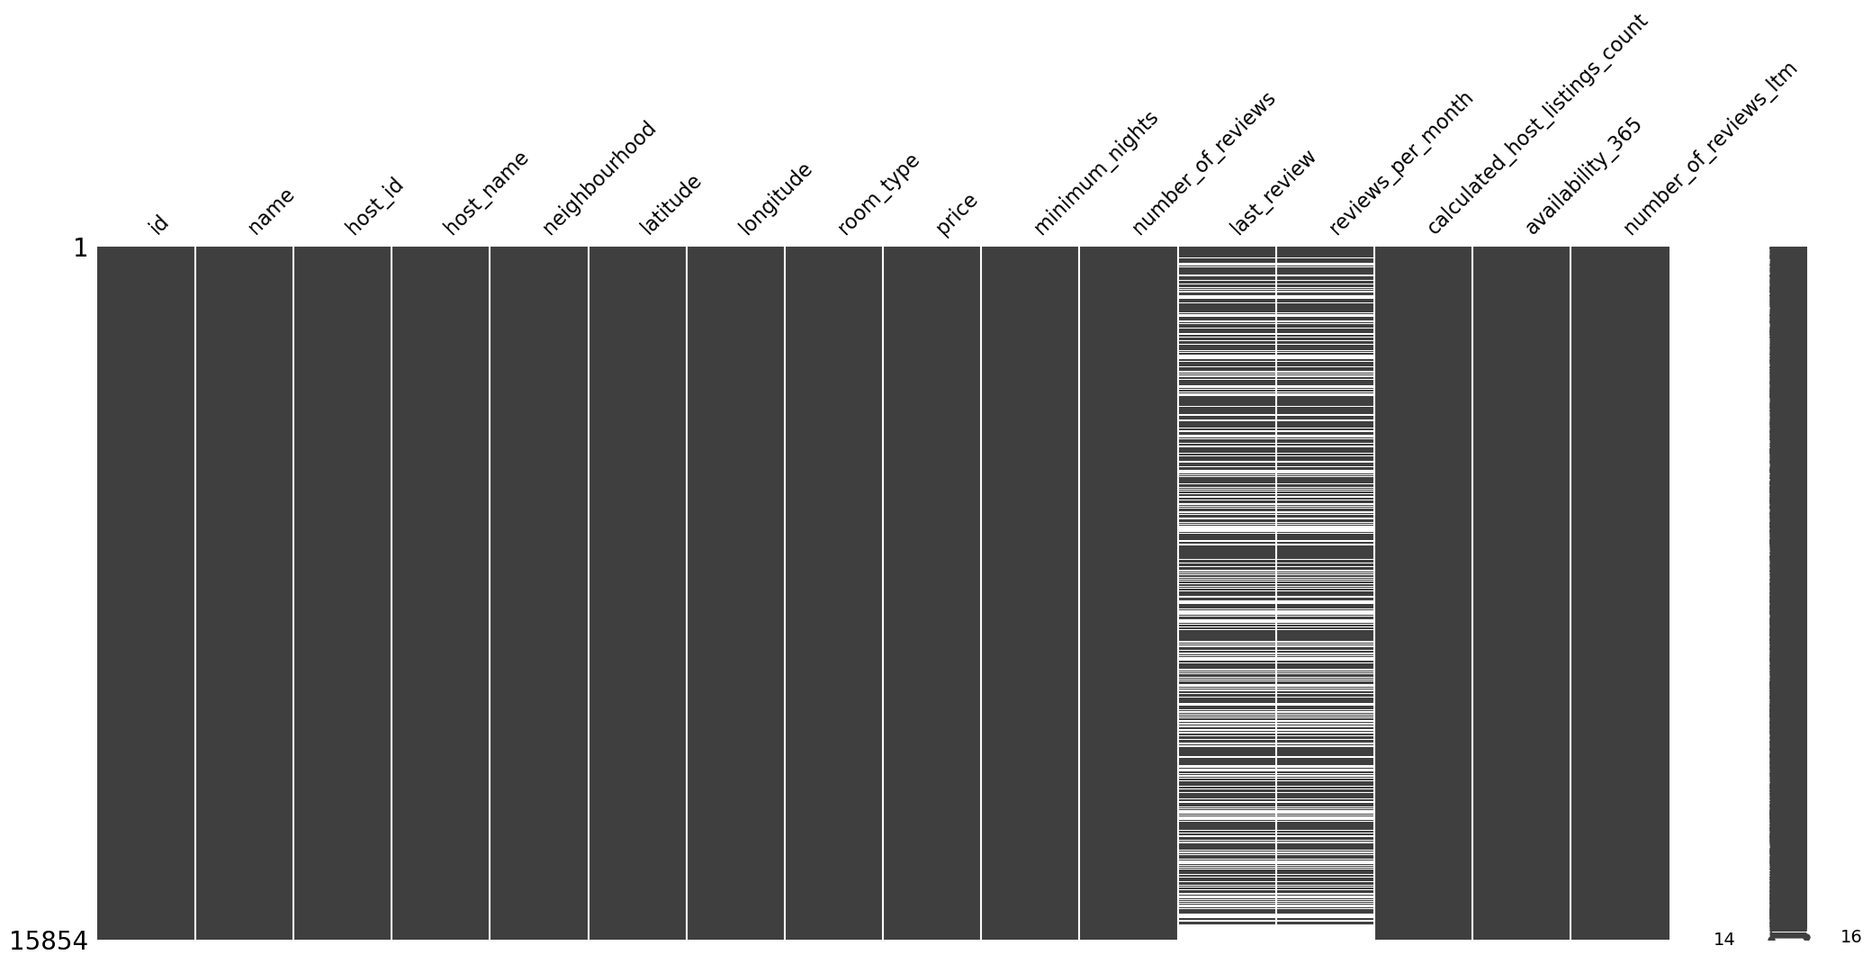 id
name
host_id
host_name
neighbourhood
latitude
longitude
room_type
price
minimum_nights
number_of_reviews
last_review
reviews_per_month
calculated_host_listings_count
availability_365
number_of_reviews_ltm
1
15854
14
16